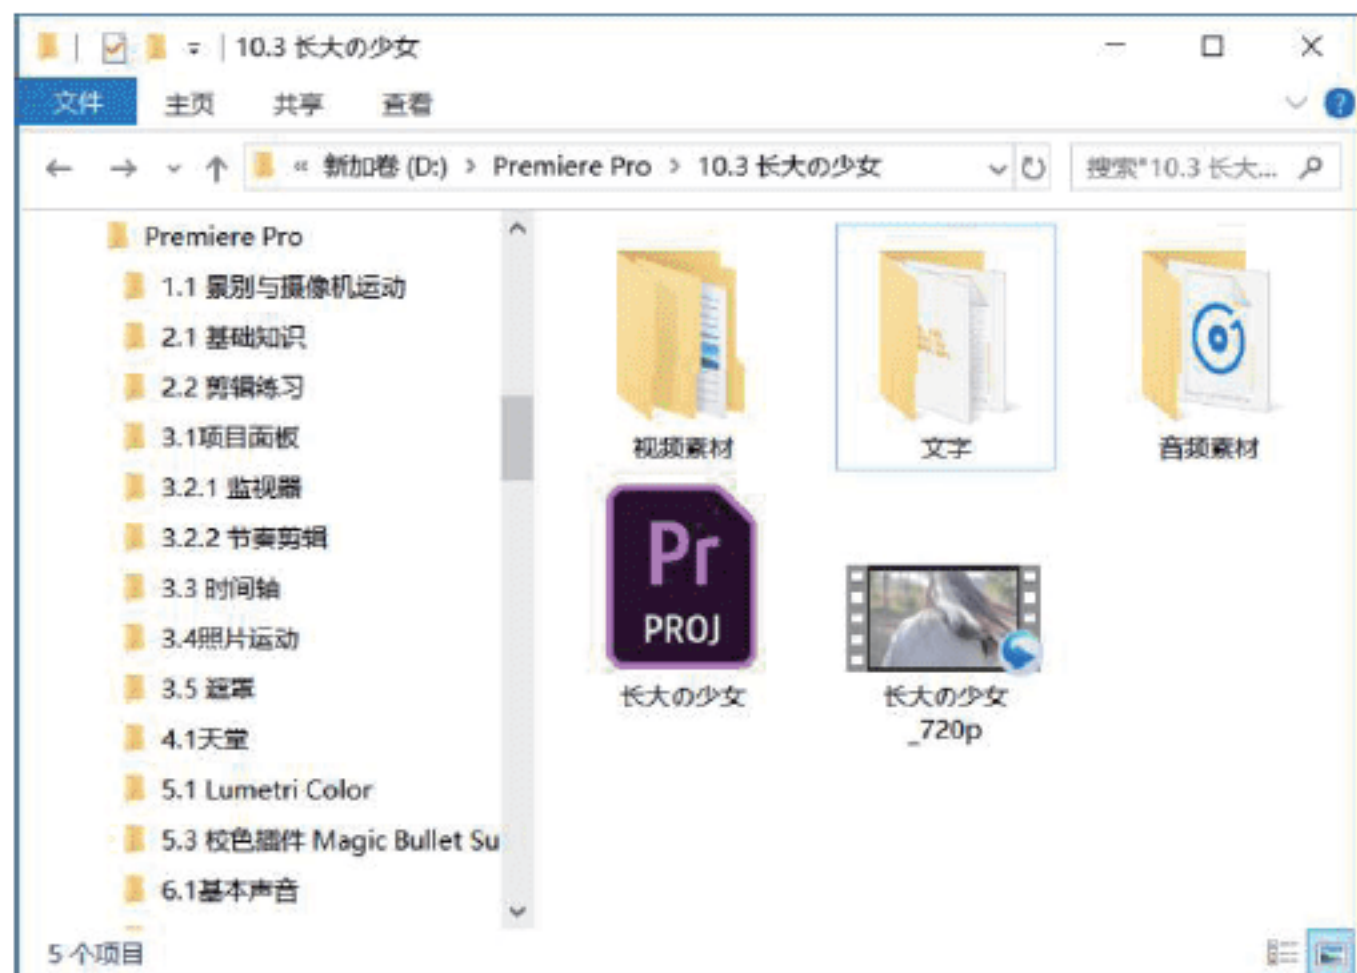 10.3 长大の少女
文件 主页 共享 查看
« 新加卷 (D:) > Premiere Pro > 10.3 长大の少女
搜索"10.3 长大...
Premiere Pro
1.1 景别与摄像机运动
2.1 基础知识
2.2 剪辑练习
3.1项目面板
3.2.1 监视器
3.2.2 节奏剪辑
3.3 时间轴
3.4照片运动
3.5 遮罩
4.1天堂
5.1 Lumetri Color
5.3 校色插件 Magic Bullet Su
6.1基本声音
视频素材
文字
音频素材
Pr
PROJ
长大の少女
长大の少女
_720p
5 个项目